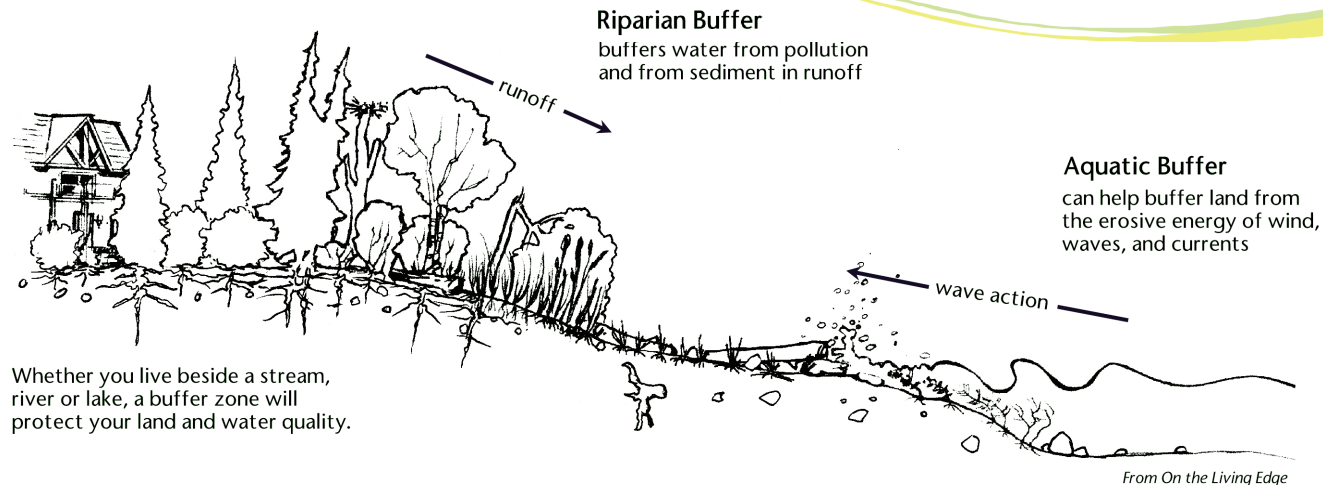 Riparian Buffer
buffers water from pollution
and from sediment in runoff
runoff
Aquatic Buffer
can help buffer land from
the erosive energy of wind,
waves, and currents
wave action
Whether you live beside a stream,
river or lake, a buffer zone will
protect your land and water quality.
From On the Living Edge